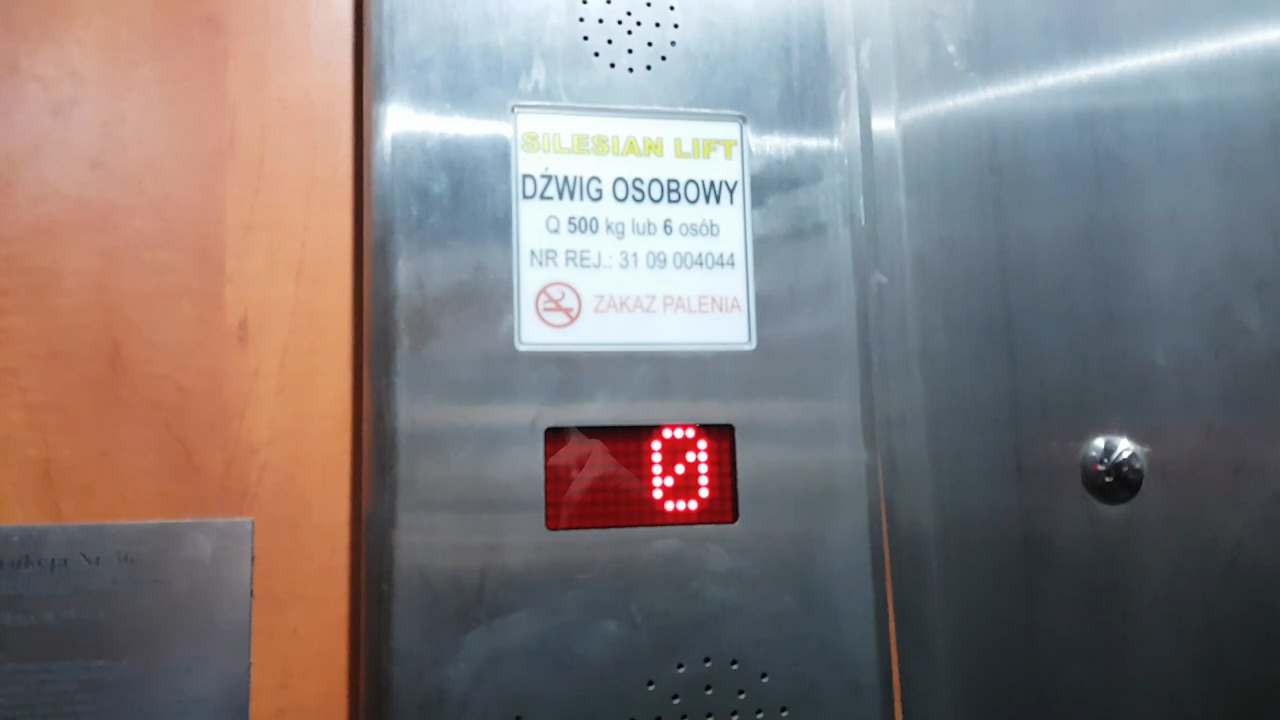 SILESIAN LIFT
DŹWIG OSOBOWY
Q 500 kg lub 6 osób
NR REJ.: 31 09 004044
ZAKAZ PALENIA
0